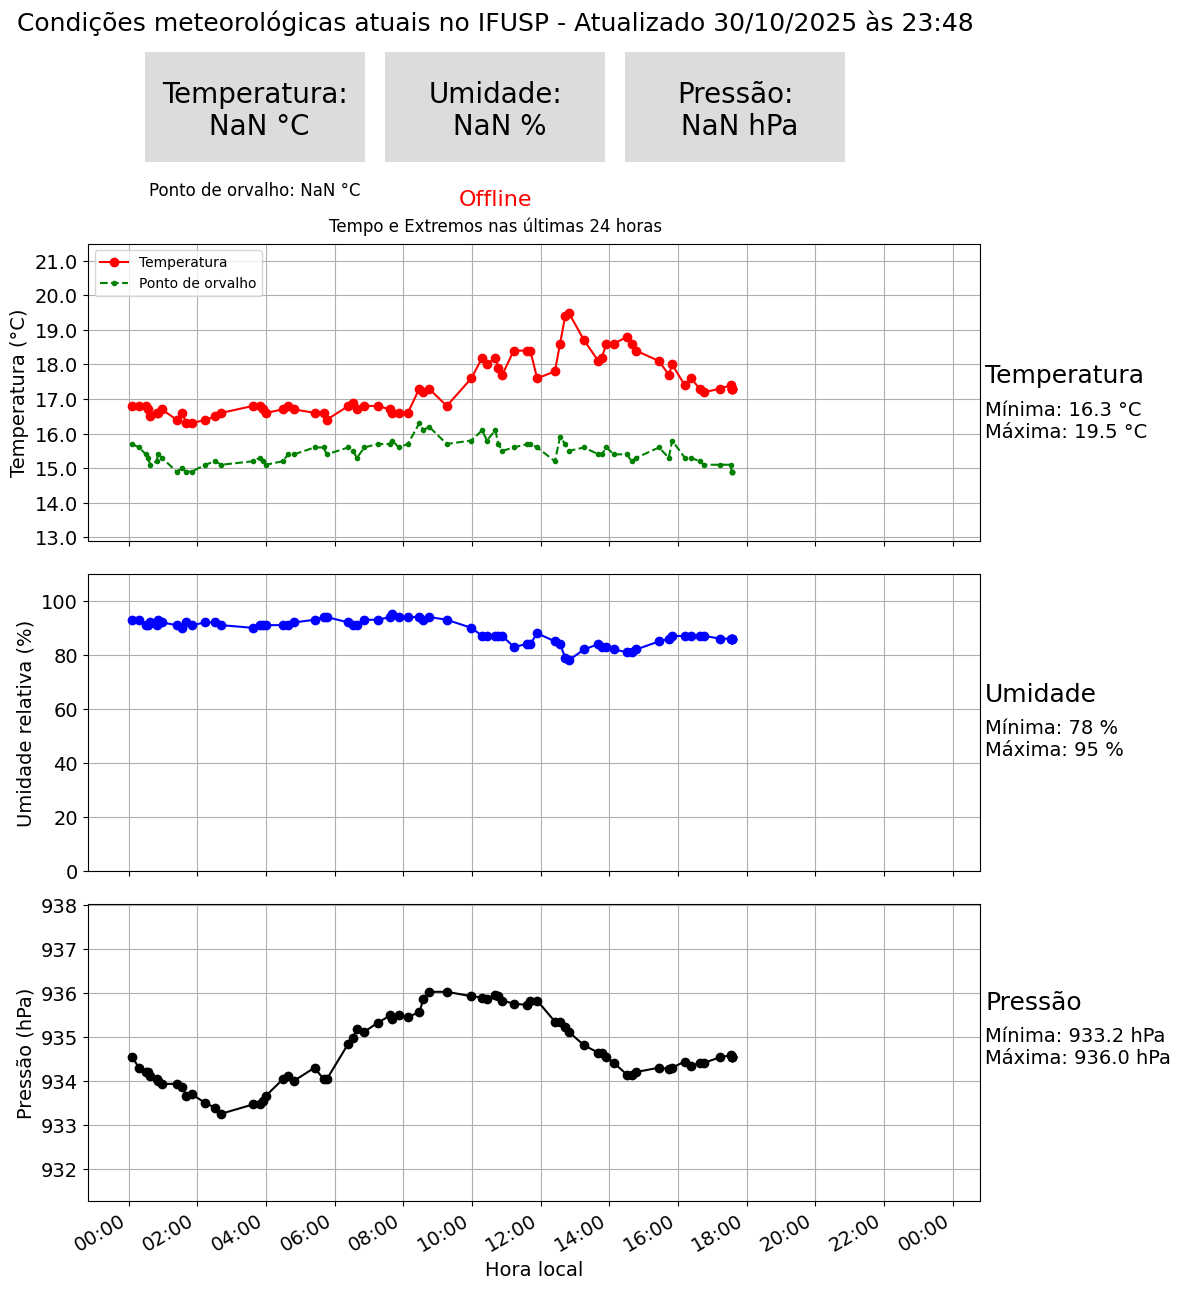 Condições meteorológicas atuais no IFUSP - Atualizado 30/10/2025 às 23:48
Temperatura:
NaN °C
Umidade:
NaN %
Pressão:
NaN hPa
Ponto de orvalho: NaN °C
Offline
Tempo e Extremos nas últimas 24 horas
Temperatura (°C)
21.0
20.0
19.0
18.0
17.0
16.0
15.0
14.0
13.0
Temperatura
Ponto de orvalho
Temperatura
Mínima: 16.3 °C
Máxima: 19.5 °C
Umidade relativa (%)
100
80
60
40
20
0
Umidade
Mínima: 78 %
Máxima: 95 %
Pressão (hPa)
938
937
936
935
934
933
932
Pressão
Mínima: 933.2 hPa
Máxima: 936.0 hPa
00:00
02:00
04:00
06:00
08:00
10:00
12:00
14:00
16:00
18:00
20:00
22:00
00:00
Hora local